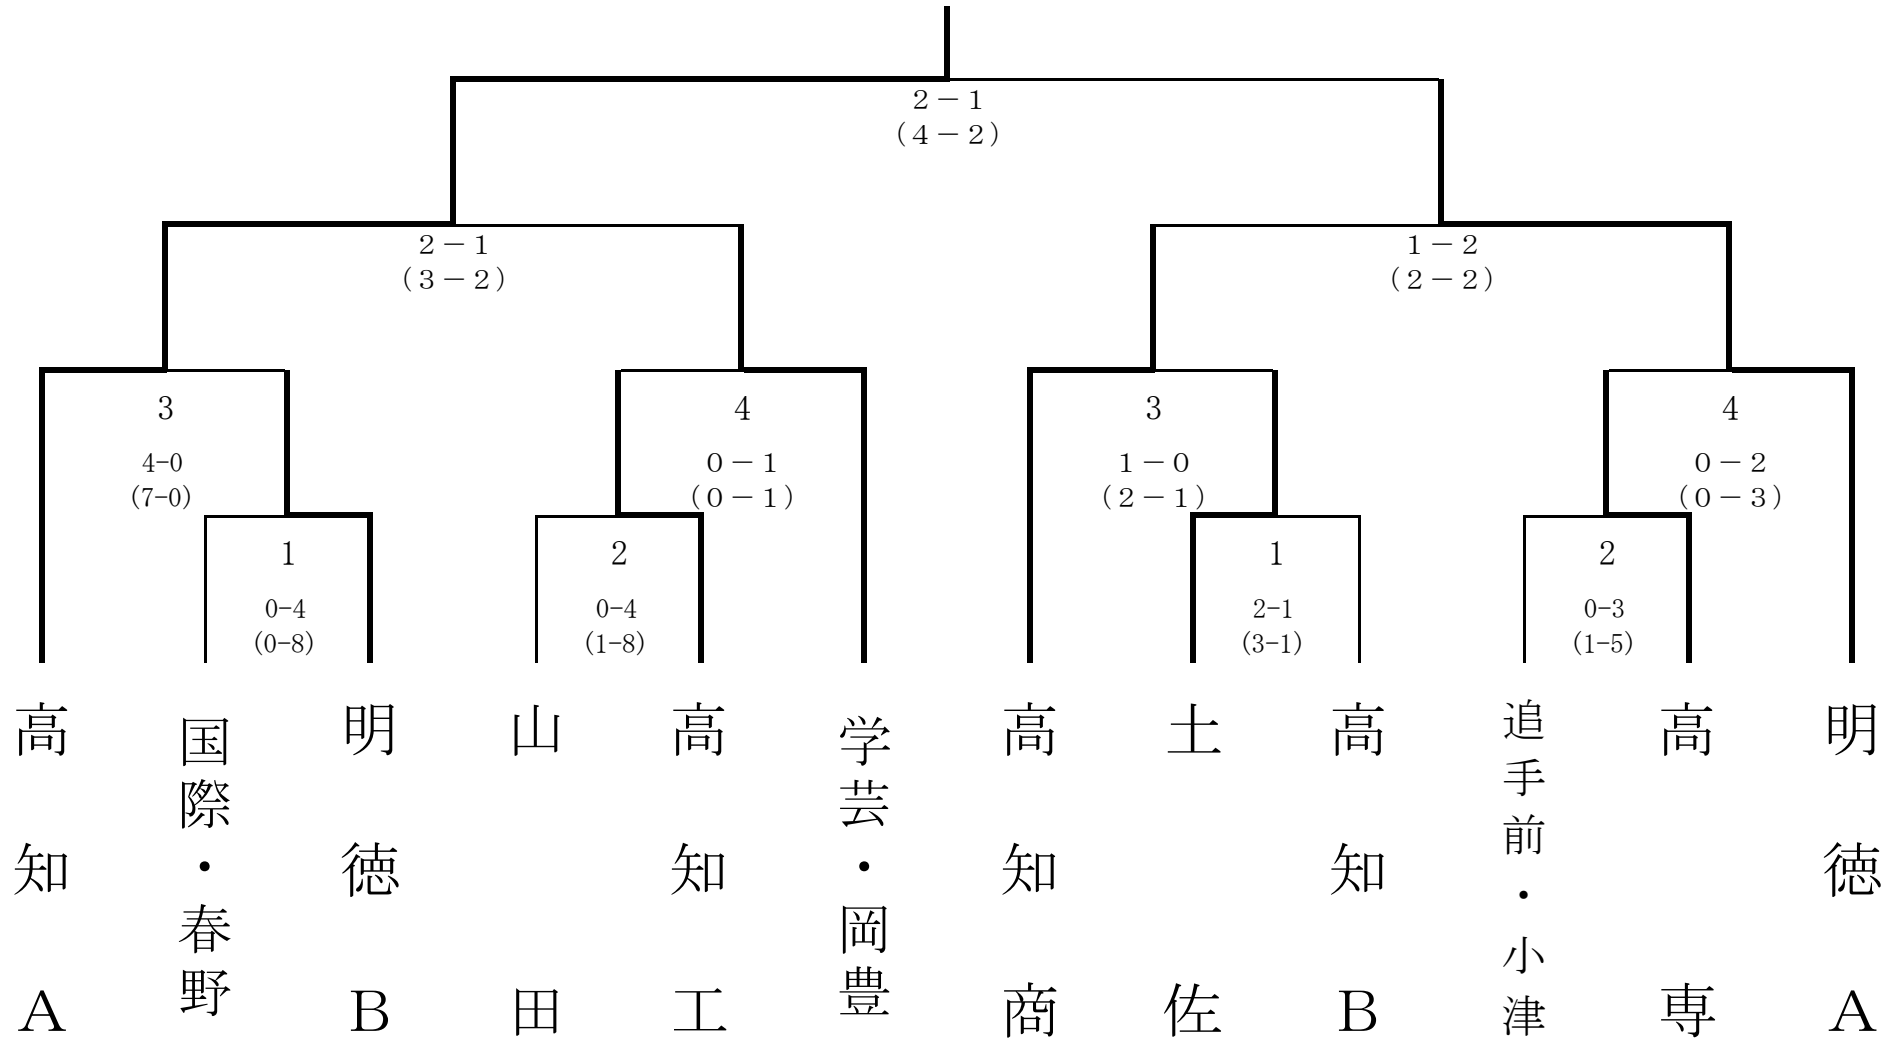 ２－１
（４－２）
２－１
（３－２）
１－２
（２－２）
3
4-0
(7-0)
4
０－１
（０－１）
3
１－０
（２－１）
4
０－２
（０－３）
1
0-4
(0-8)
2
0-4
(1-8)
1
2-1
(3-1)
2
0-3
(1-5)
高知Ａ
国際・春野
明徳Ｂ
山田
高知工
学芸・岡豊
高知商
土佐
高知Ｂ
追手前・小津
高専
明徳Ａ